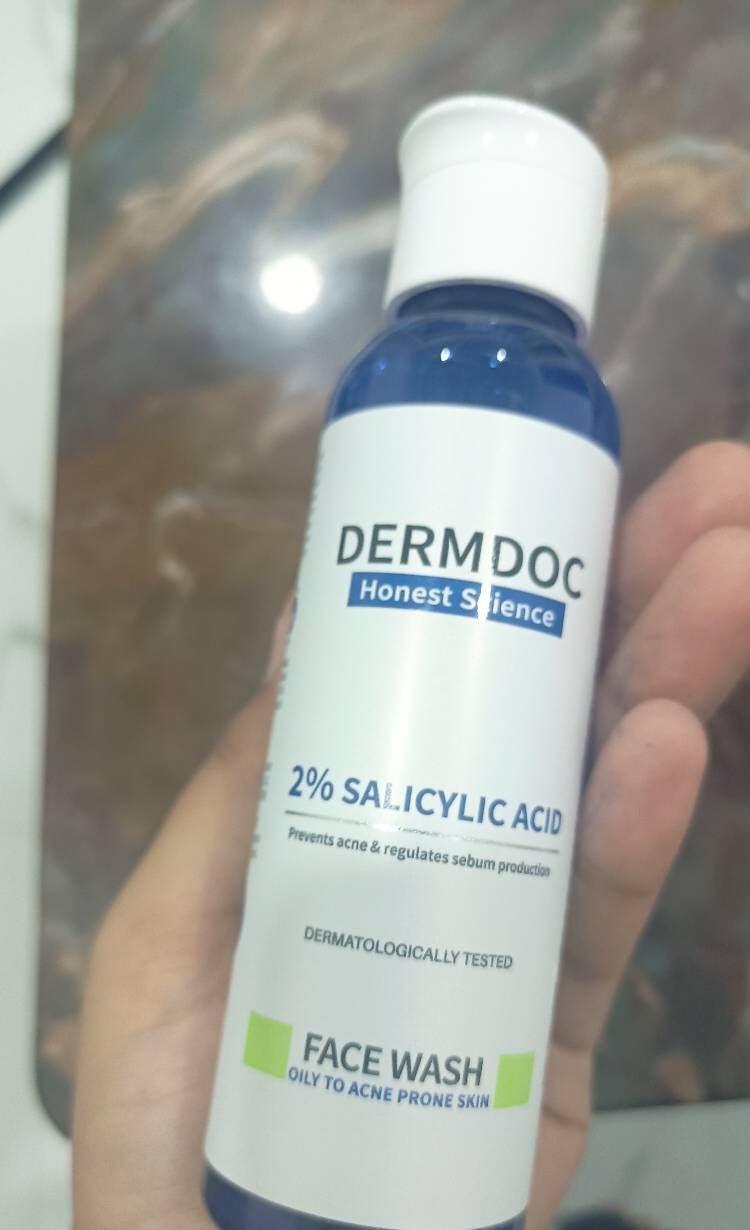 DERMDOC
Honest Science
2% SALICYLIC ACID
Prevents acne & regulates sebum production
DERMATOLOGICALLY TESTED
FACE WASH
OILY TO ACNE PRONE SKIN